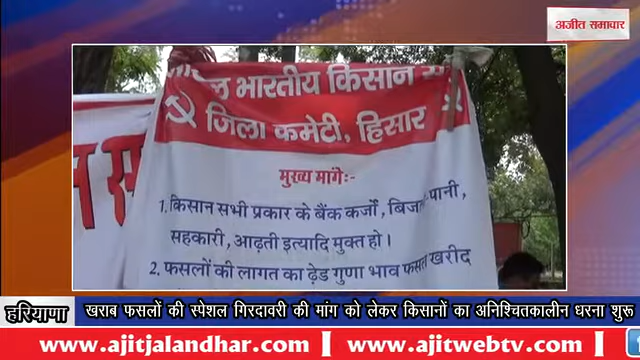 अजीत समाचार
भारतीय किसान
जिला कमेटी, हिसार
मुख्य मांगे:-
1. किसान सभी प्रकार के बैंक कर्जो, पानी,
सहकारी, आढ़ती इत्यादि मुक्त हो।
2. फसलों की लागत का ढ़ेड गुणा भाव खरीद
हरियाणा
खराब फसलों की स्पेशल गिरदावरी की मांग को लेकर किसानों का अनिश्चितकालीन धरना शुरू
www.ajitjalandhar.com
www.ajitwebtv.com